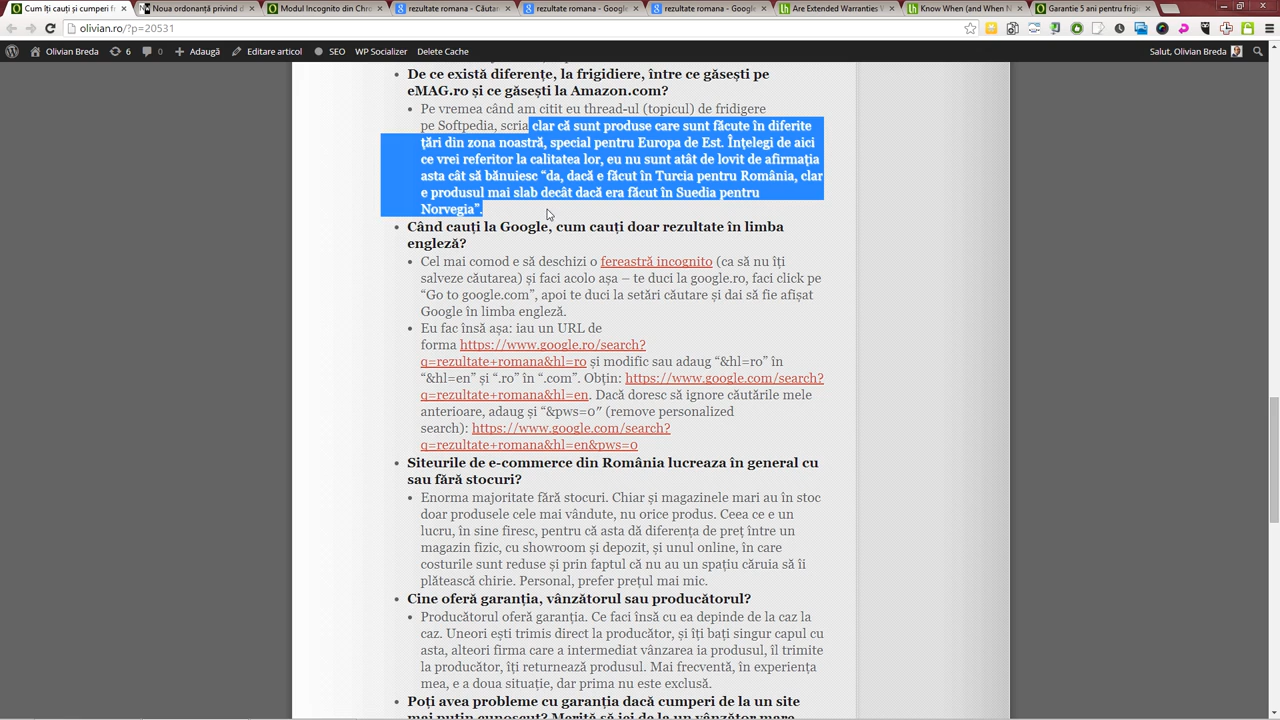 Cum îți cauți și cumperi f
Noua ordonanță privind d
Modul Incognito din Chro
rezultate romana - Căutar
rezultate romana - Google
rezultate romana - Google
Are Extended Warranties W
Know When (and When N
Garantie 5 ani pentru frig
olivian.ro/?p=20531
Olivian Breda 6 0 Adaugă Editare articol SEO WP Socializer Delete Cache Salut, Olivian Breda
De ce există diferențe, la frigidiere, între ce găsești pe
eMAG.ro și ce găsești la Amazon.com?
Pe vremea când am citit eu thread-ul (topicul) de fridigere
pe Softpedia, scria clar că sunt produse care sunt făcute în diferite
țări din zona noastră, special pentru Europa de Est. Înțelegi de aici
ce vrei referitor la calitatea lor, eu nu sunt atât de lovit de afirmația
asta cât să bănuiesc “da, dacă e făcut în Turcia pentru România, clar
e produsul mai slab decât dacă era făcut în Suedia pentru
Norvegia”.
Când cauți la Google, cum cauți doar rezultate în limba
engleză?
Cel mai comod e să deschizi o fereastră incognito (ca să nu îți
salveze căutarea) și faci acolo așa – te duci la google.ro, faci click pe
“Go to google.com”, apoi te duci la setări căutare și dai să fie afișat
Google în limba engleză.
Eu fac însă așa: iau un URL de
forma https://www.google.ro/search?
q=rezultate+romana&hl=ro și modific sau adaug “&hl=ro” în
“&hl=en” și “.ro” în “.com”. Obțin: https://www.google.com/search?
q=rezultate+romana&hl=en. Dacă doresc să ignore căutările mele
anterioare, adaug și “&pws=0″ (remove personalized
search): https://www.google.com/search?
q=rezultate+romana&hl=en&pws=0
Siteurile de e-commerce din România lucreaza în general cu
sau fără stocuri?
Enorma majoritate fără stocuri. Chiar și magazinele mari au în stoc
doar produsele cele mai vândute, nu orice produs. Ceea ce e un
lucru, în sine firesc, pentru că asta dă diferența de preț între un
magazin fizic, cu showroom și depozit, și unul online, în care
costurile sunt reduse și prin faptul că nu au un spațiu căruia să îi
plătească chirie. Personal, prefer prețul mai mic.
Cine oferă garanția, vânzătorul sau producătorul?
Producătorul oferă garanția. Ce faci însă cu ea depinde de la caz la
caz. Uneori ești trimis direct la producător, și îți bați singur capul cu
asta, alteori firma care a intermediat vânzarea ia produsul, îl trimite
la producător, îți returnează produsul. Mai frecventă, în experiența
mea, e a doua situație, dar prima nu este exclusă.
Poți avea probleme cu garanția dacă cumperi de la un site
mai puțin cunoscut? Merită să iei de la un vânzător mare